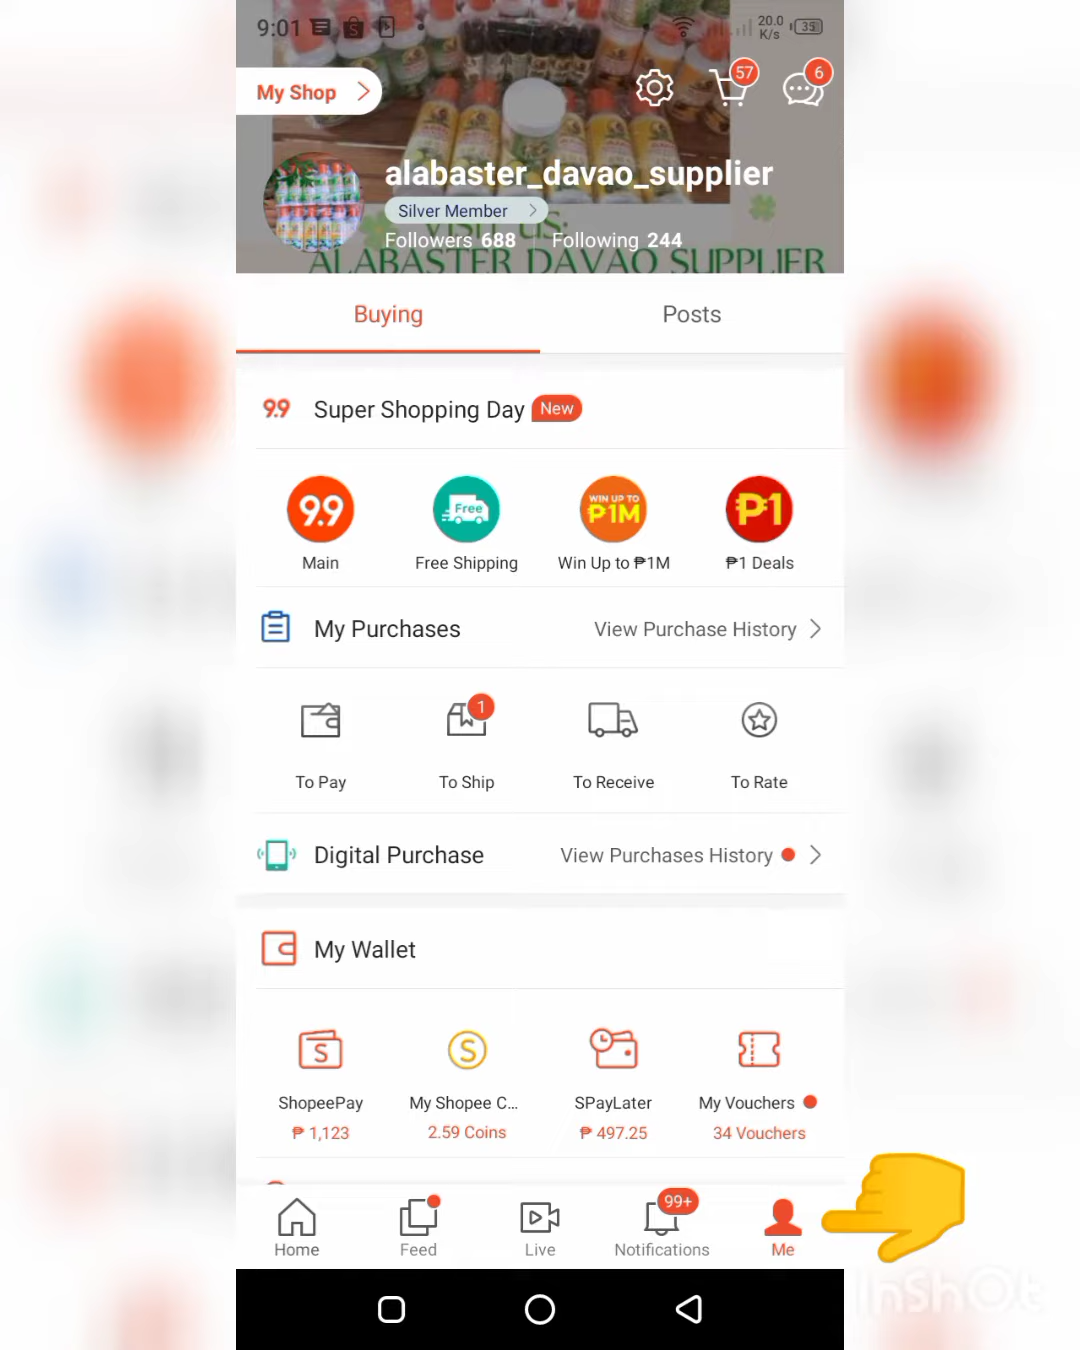 9:01
20.0
K/s
35
My Shop
57
6
alabaster_davao_supplier
Silver Member
VISIT US:
Followers 688 Following 244
ALABASTER DAVAO SUPPLIER
Buying Posts
9.9 Super Shopping Day New
9.9 Free WIN UP TO ₱1M ₱1
Main Free Shipping Win Up to ₱1M ₱1 Deals
My Purchases View Purchase History
1
To Pay To Ship To Receive To Rate
Digital Purchase View Purchases History
My Wallet
ShopeePay My Shopee C... SPayLater My Vouchers
₱ 1,123 2.59 Coins ₱ 497.25 34 Vouchers
99+
Home Feed Live Notifications Me
InShOt